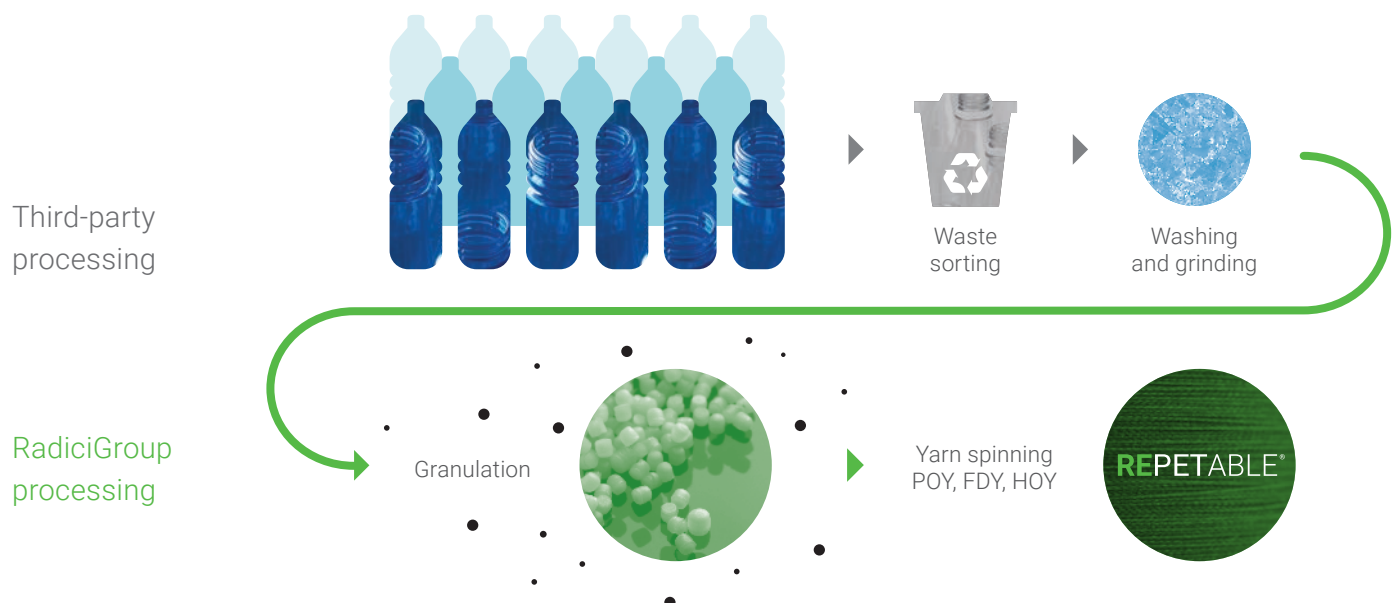 Third-party
processing
Waste
sorting
Washing
and grinding
RadiciGroup
processing
Granulation
Yarn spinning
POY, FDY, HOY
REPETABLE®